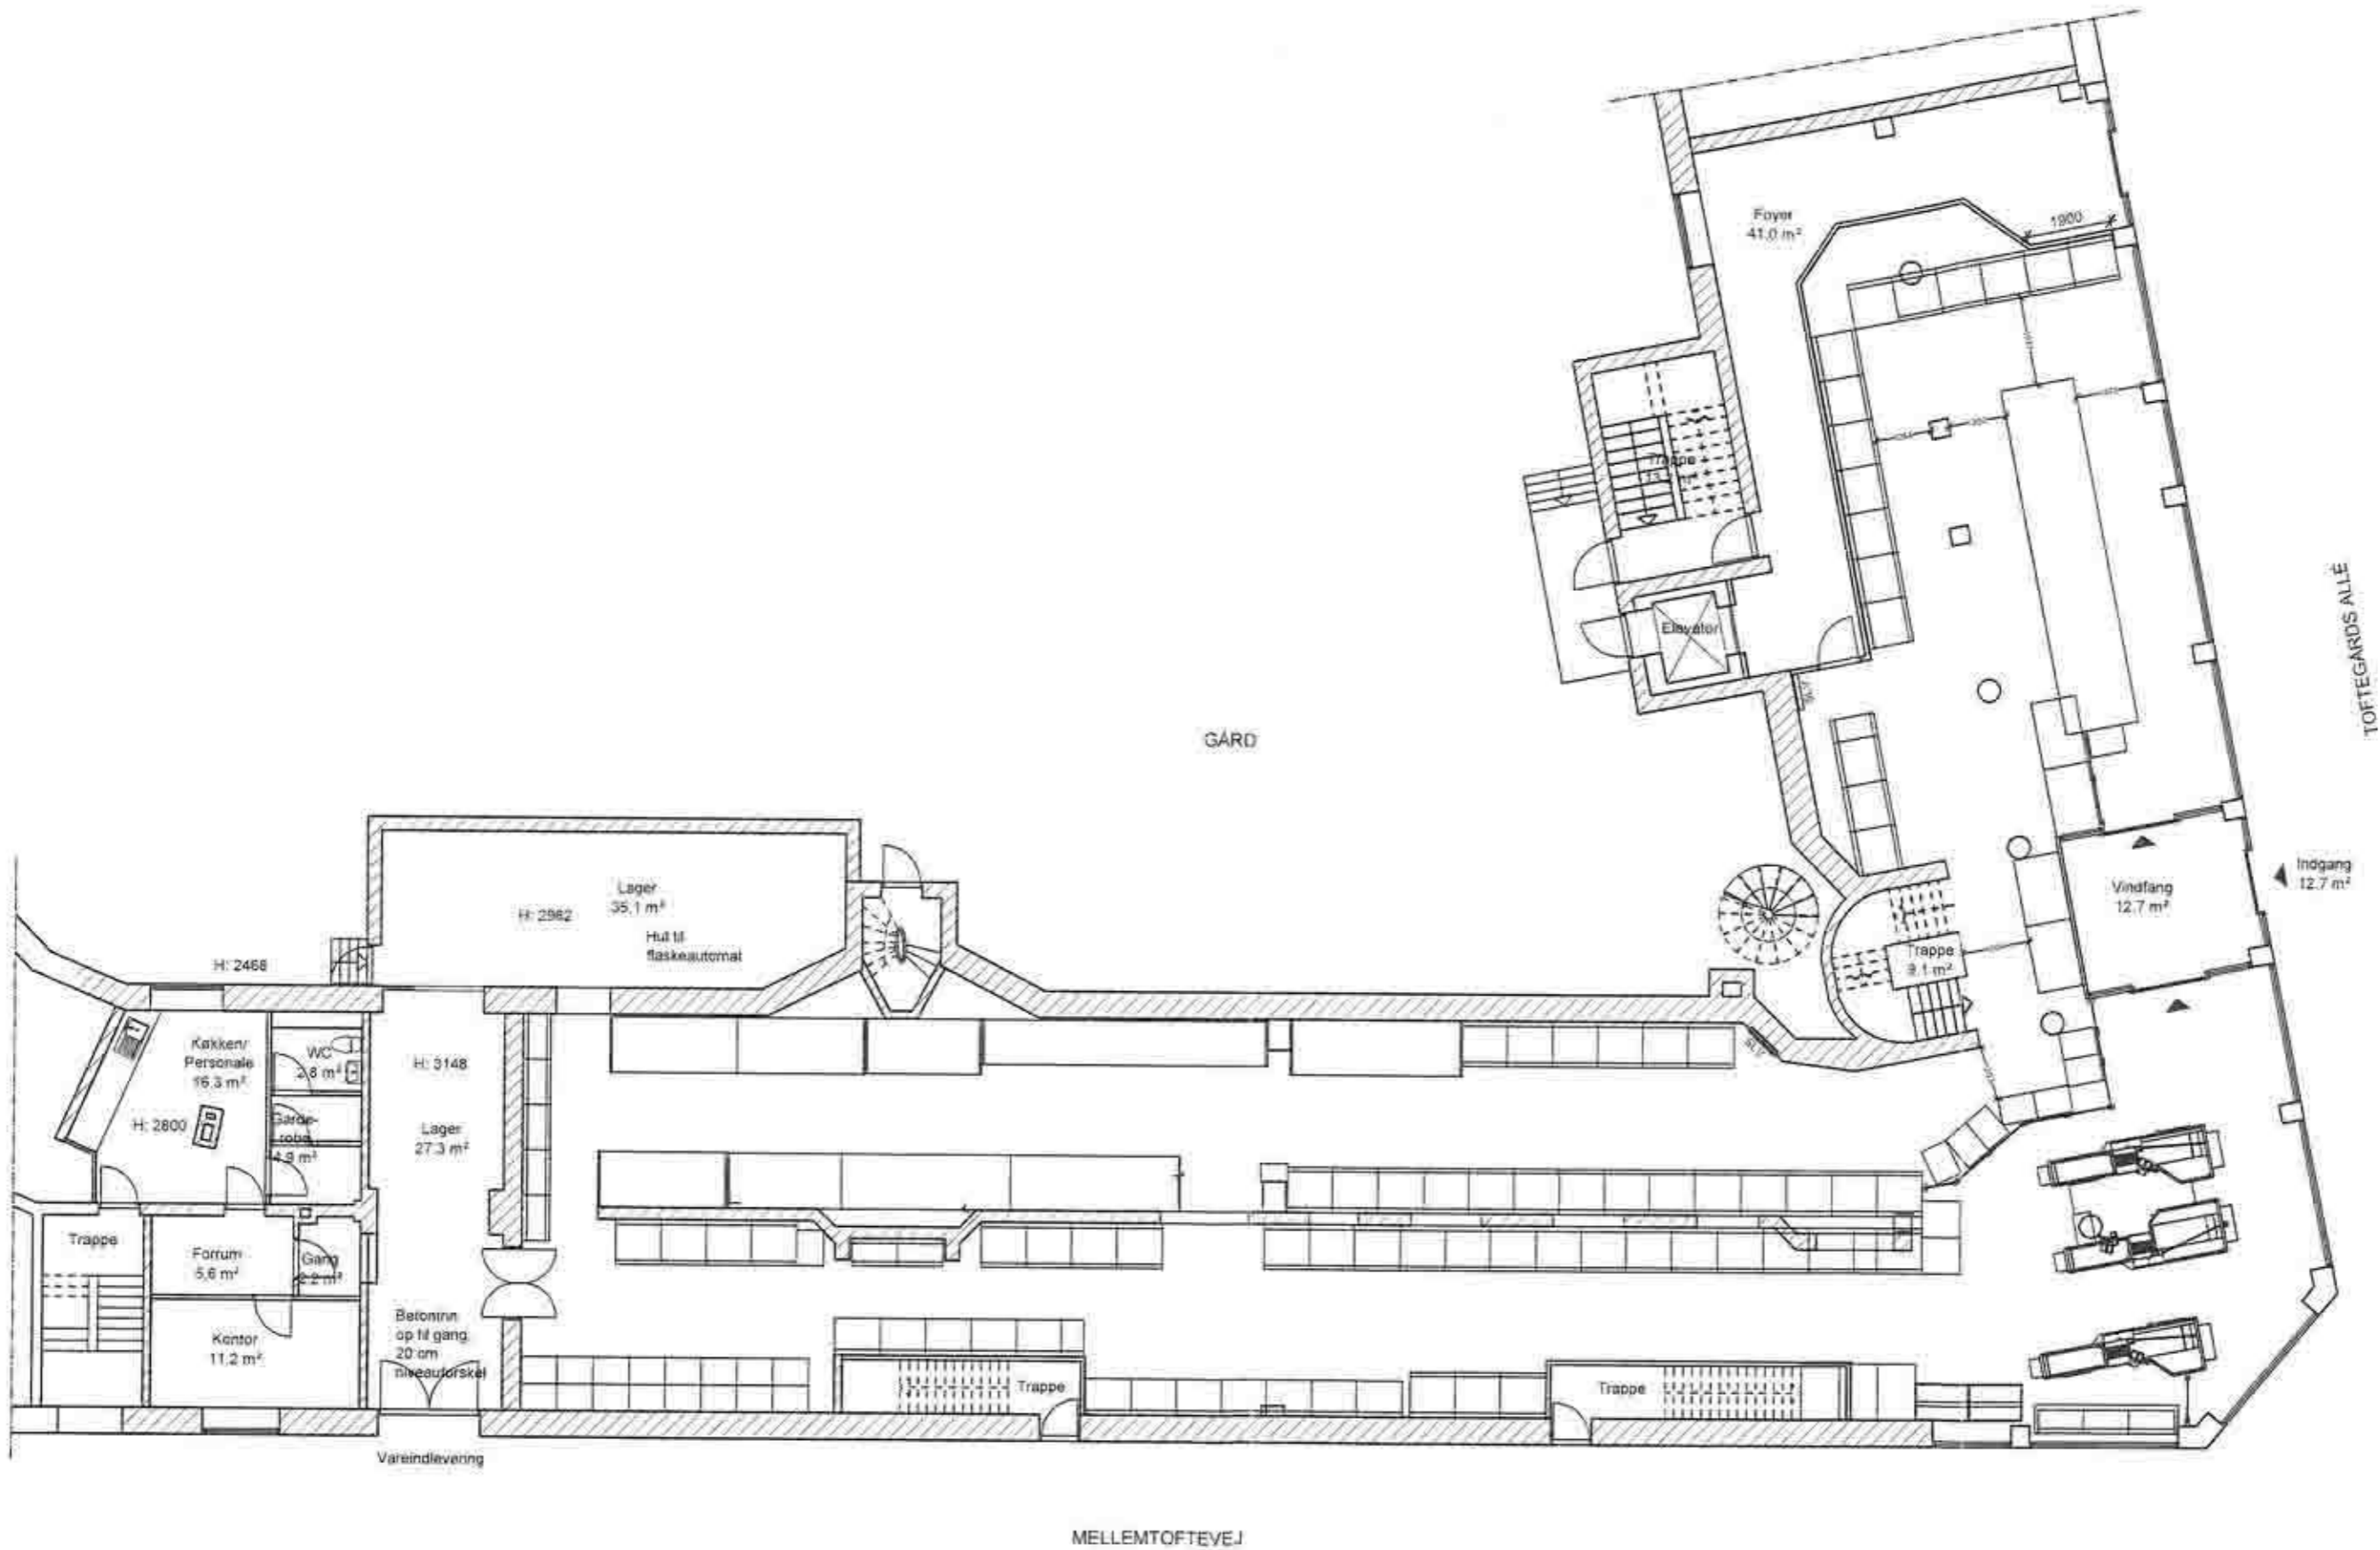 Foyer
41,0 m²
1900
Trappe
Elevator
SLV
GÅRD
TOFTEGÅRDS ALLÉ
Indgang
12.7 m²
Vindfang
12.7 m²
Trappe
9.1 m²
SLV
Lager
35,1 m²
H: 2982
Hul til
flaskeautomat
H: 2468
Køkken/
Personale
16,3 m²
H: 2800
WC
2,8 m²
Garde-
robe
4,9 m²
H: 3148
Lager
27.3 m²
Trappe
Forrum
5,6 m²
Gang
2.2 m²
Kontor
11,2 m²
Betontrin
op til gang
20 cm
niveauforskel
Trappe
Trappe
Vareindlevering
MELLEMTOFTEVEJ